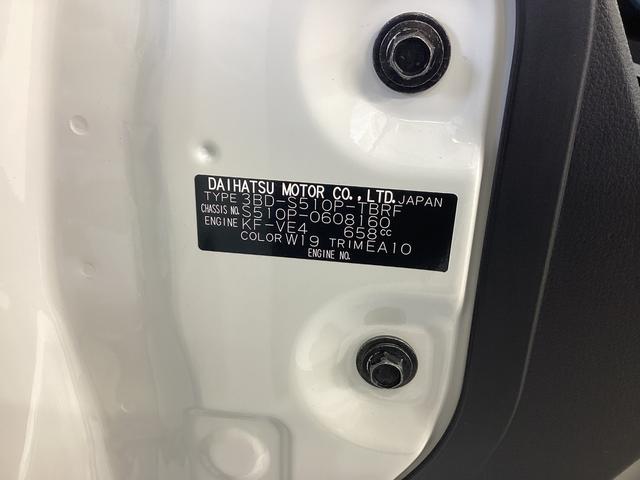 DAIHATSU MOTOR CO., LTD. JAPAN
TYPE 3BD-S510P-TBRF
CHASSIS NO. S510P-0608160
ENGINE KF-VE4 658cc
COLOR W19 TRIM EA10
ENGINE NO.